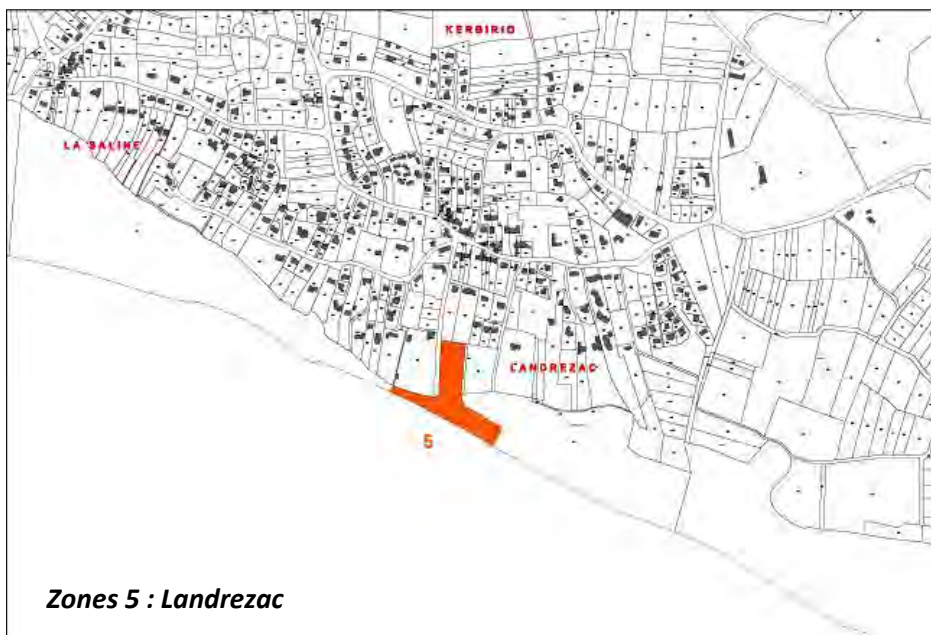 KERBIRIO
LA SALINE
LANDREZAC
5
Zones 5 : Landrezac